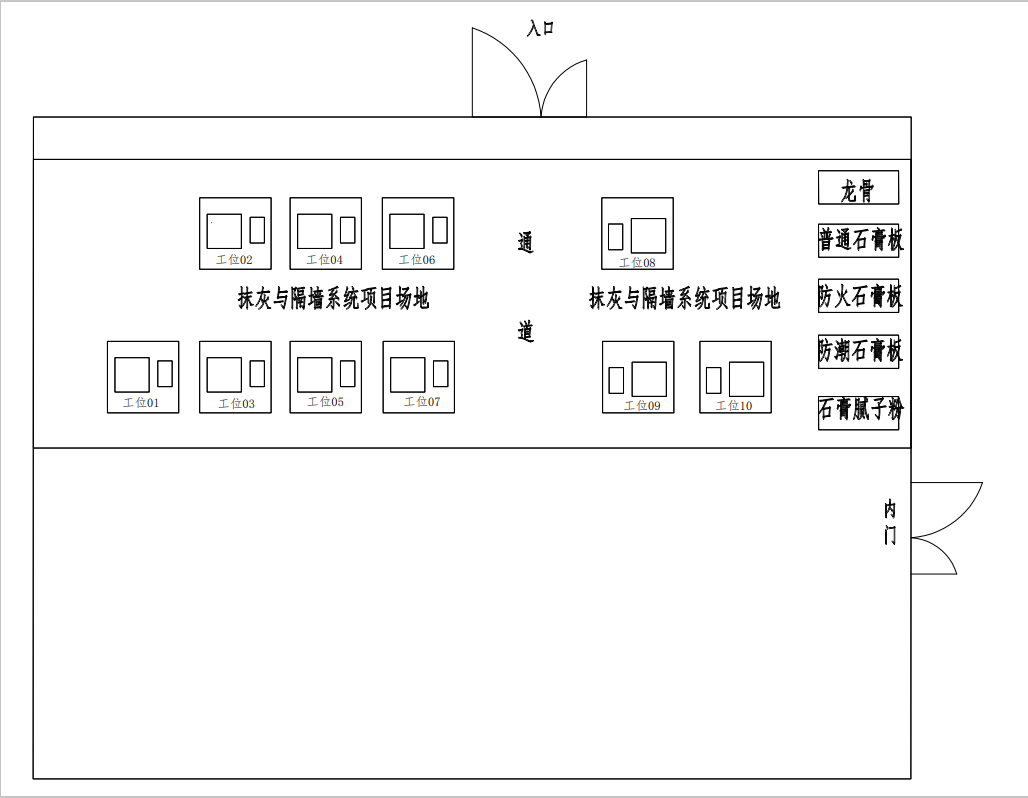 入口
龙骨
通
普通石膏板
工位02
工位04
工位06
工位08
抹灰与隔墙系统项目场地
抹灰与隔墙系统项目场地
防火石膏板
道
防潮石膏板
工位01
工位03
工位05
工位07
工位09
工位10
石膏腻子粉
内
门